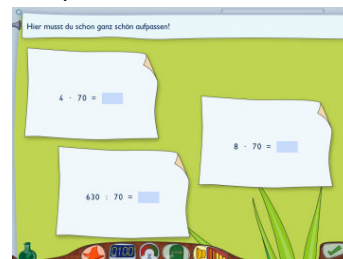 Hier musst du schon ganz schön aufpassen!
4 · 70 =
8 · 70 =
630 : 70 =